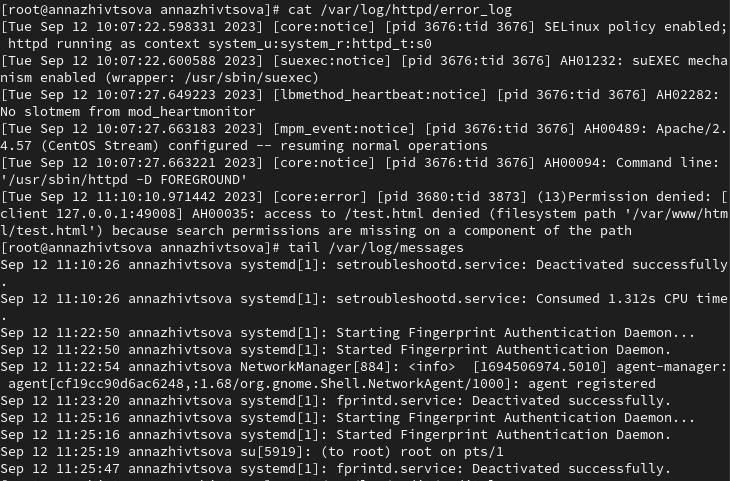 [root@annazhivtsova annazhivtsova]# cat /var/log/httpd/error_log
[Tue Sep 12 10:07:22.598331 2023] [core:notice] [pid 3676:tid 3676] SELinux policy enabled;
 httpd running as context system_u:system_r:httpd_t:s0
[Tue Sep 12 10:07:22.600588 2023] [suexec:notice] [pid 3676:tid 3676] AH01232: suEXEC mecha
nism enabled (wrapper: /usr/sbin/suexec)
[Tue Sep 12 10:07:27.649223 2023] [lbmethod_heartbeat:notice] [pid 3676:tid 3676] AH02282:
No slotmem from mod_heartmonitor
[Tue Sep 12 10:07:27.663183 2023] [mpm_event:notice] [pid 3676:tid 3676] AH00489: Apache/2.
4.57 (CentOS Stream) configured -- resuming normal operations
[Tue Sep 12 10:07:27.663221 2023] [core:notice] [pid 3676:tid 3676] AH00094: Command line:
'/usr/sbin/httpd -D FOREGROUND'
[Tue Sep 12 11:10:10.971442 2023] [core:error] [pid 3680:tid 3873] (13)Permission denied: [
client 127.0.0.1:49008] AH00035: access to /test.html denied (filesystem path '/var/www/htm
l/test.html') because search permissions are missing on a component of the path
[root@annazhivtsova annazhivtsova]# tail /var/log/messages
Sep 12 11:10:26 annazhivtsova systemd[1]: setroubleshootd.service: Deactivated successfully
.
Sep 12 11:10:26 annazhivtsova systemd[1]: setroubleshootd.service: Consumed 1.312s CPU time
.
Sep 12 11:22:50 annazhivtsova systemd[1]: Starting Fingerprint Authentication Daemon...
Sep 12 11:22:50 annazhivtsova systemd[1]: Started Fingerprint Authentication Daemon.
Sep 12 11:22:54 annazhivtsova NetworkManager[884]: <info>  [1694506974.5010] agent-manager:
 agent[cf19cc90d6ac6248,:1.68/org.gnome.Shell.NetworkAgent/1000]: agent registered
Sep 12 11:23:20 annazhivtsova systemd[1]: fprintd.service: Deactivated successfully.
Sep 12 11:25:16 annazhivtsova systemd[1]: Starting Fingerprint Authentication Daemon...
Sep 12 11:25:16 annazhivtsova systemd[1]: Started Fingerprint Authentication Daemon.
Sep 12 11:25:19 annazhivtsova su[5919]: (to root) root on pts/1
Sep 12 11:25:47 annazhivtsova systemd[1]: fprintd.service: Deactivated successfully.